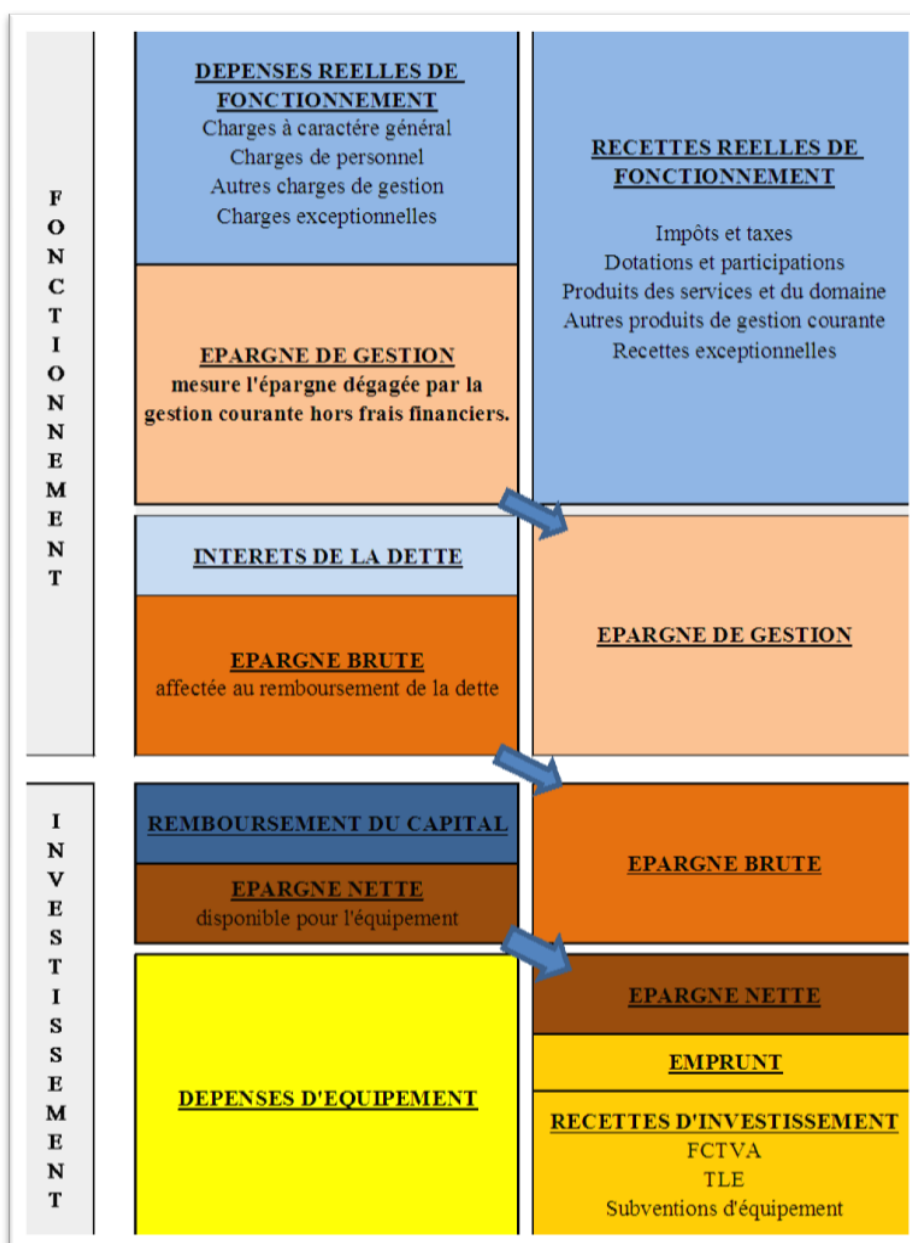 FONCTIONNEMENT
DEPENSES REELLES DE
FONCTIONNEMENT
Charges à caractére général
Charges de personnel
Autres charges de gestion
Charges exceptionnelles
RECETTES REELLES DE
FONCTIONNEMENT
Impôts et taxes
Dotations et participations
Produits des services et du domaine
Autres produits de gestion courante
Recettes exceptionnelles
EPARGNE DE GESTION
mesure l'épargne dégagée par la
gestion courante hors frais financiers.
INTERETS DE LA DETTE
EPARGNE BRUTE
affectée au remboursement de la dette
EPARGNE DE GESTION
INVESTISSEMENT
REMBOURSEMENT DU CAPITAL
EPARGNE NETTE
disponible pour l'équipement
EPARGNE BRUTE
DEPENSES D'EQUIPEMENT
EPARGNE NETTE
EMPRUNT
RECETTES D'INVESTISSEMENT
FCTVA
TLE
Subventions d'équipement